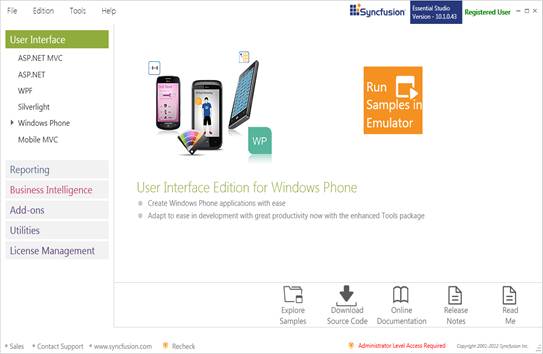 File Edition Tools Help
Syncfusion
Essential Studio
Version - 10.1.0.43
Registered User
User Interface
ASP.NET MVC
ASP.NET
WPF
Silverlight
Windows Phone
Mobile MVC
Reporting
Business Intelligence
Add-ons
Utilities
License Management
WP
Run
Samples in
Emulator
User Interface Edition for Windows Phone
Create Windows Phone applications with ease
Adapt to ease in development with great productivity now with the enhanced Tools package
Explore
Samples
Download
Source Code
Online
Documentation
Release
Notes
Read
Me
Sales Contact Support www.syncfusion.com Recheck
Administrator Level Access Required
Copyright 2001-2012 Syncfusion Inc.